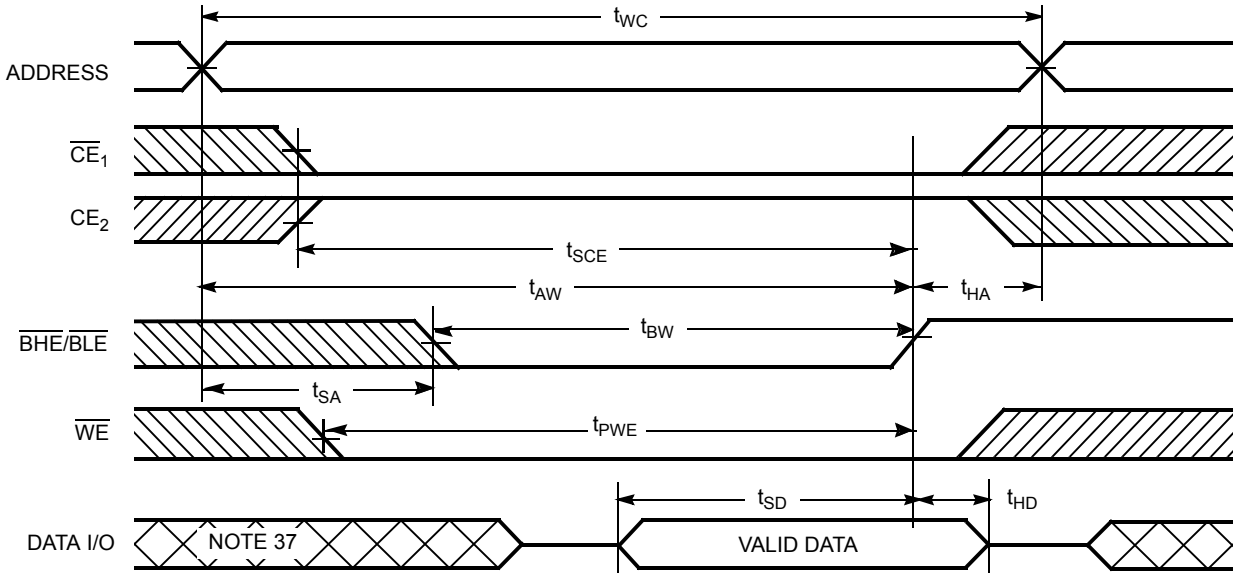 tWC
ADDRESS
CE1
CE2
tSCE
tAW
tHA
BHE/BLE
tBW
tSA
WE
tPWE
tSD
tHD
DATA I/O
NOTE 37
VALID DATA